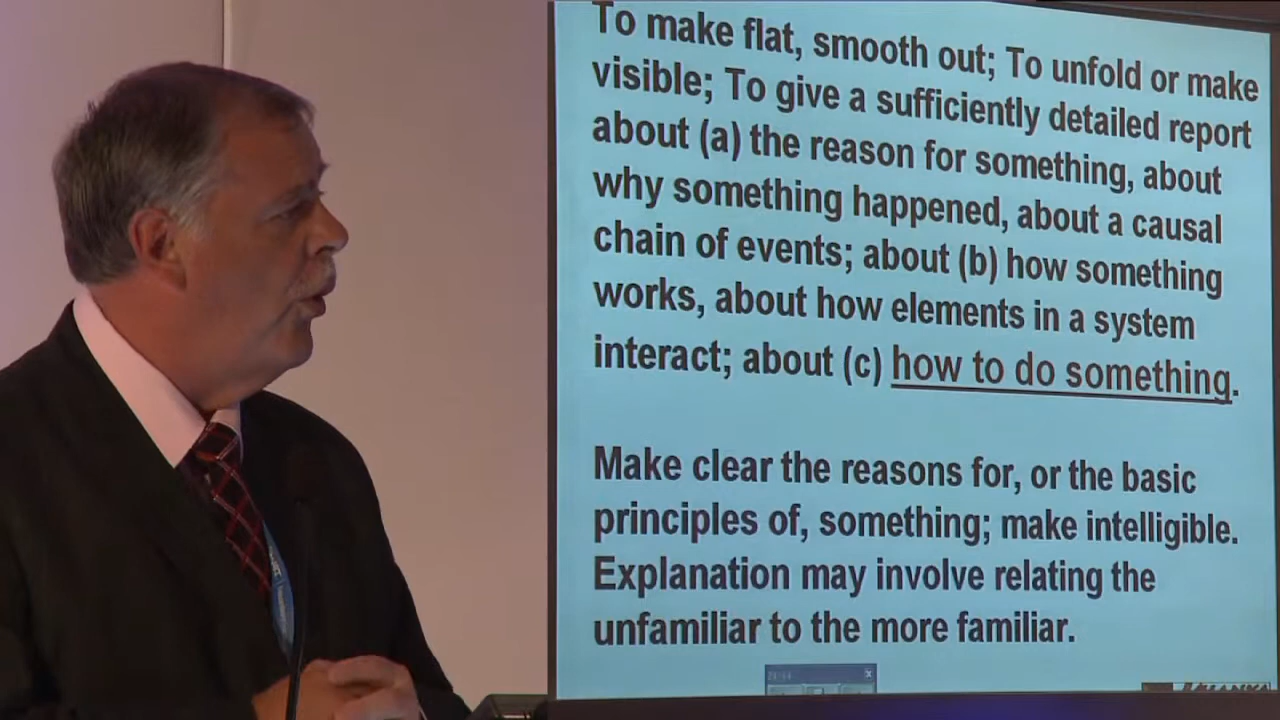 To make flat, smooth out; To unfold or make
visible; To give a sufficiently detailed report
about (a) the reason for something, about
why something happened, about a causal
chain of events; about (b) how something
works, about how elements in a system
interact; about (c) how to do something.
Make clear the reasons for, or the basic
principles of, something; make intelligible.
Explanation may involve relating the
unfamiliar to the more familiar.